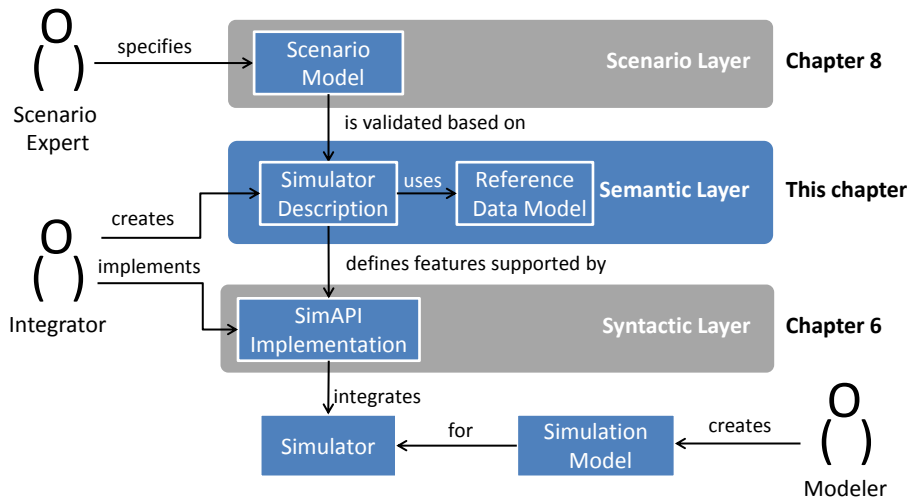 specifies
Scenario
Model
Scenario Layer
Chapter 8
Scenario
Expert
is validated based on
Simulator
Description
uses
Reference
Data Model
Semantic Layer
This chapter
creates
implements
Integrator
defines features supported by
SimAPI
Implementation
Syntactic Layer
Chapter 6
integrates
Simulator
for
Simulation
Model
creates
Modeler